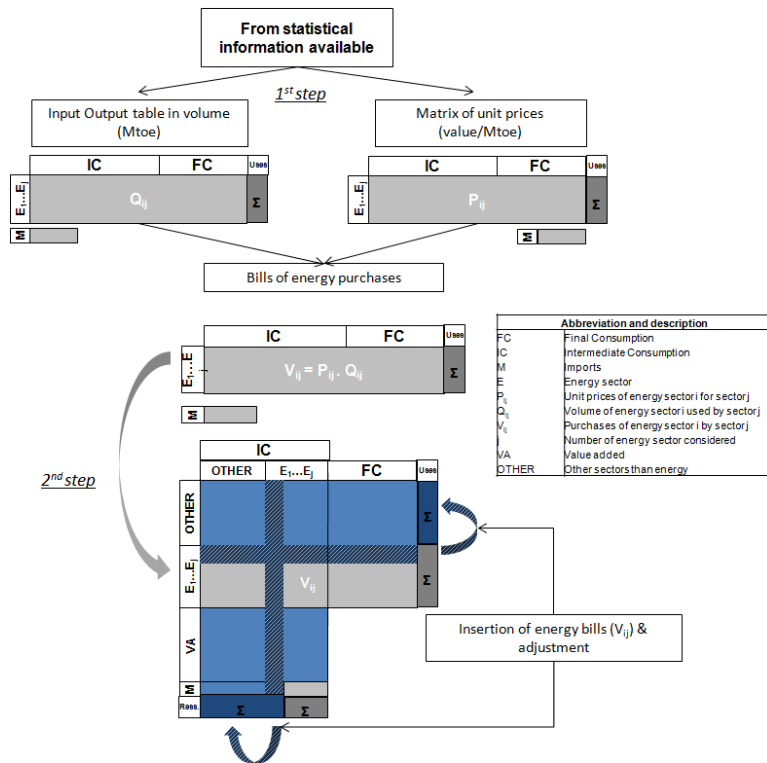 From statistical
information available
1st step
Input Output table in volume
(Mtoe)
Matrix of unit prices
(value/Mtoe)
IC
FC
Uses
E1...Ej
Qij
Σ
M
IC
FC
Uses
E1...Ej
Pij
Σ
M
Bills of energy purchases
IC
FC
Uses
E1...Ej
Vij = Pij . Qij
Σ
M
Abbreviation and description
FC Final Consumption
IC Intermediate Consumption
M Imports
E Energy sector
Pij Unit prices of energy sector i for sector j
Qij Volume of energy sector i used by sector j
Vij Purchases of energy sector i by sector j
j Number of energy sector considered
VA Value added
OTHER Other sectors than energy
2nd step
IC
OTHER
E1...Ej
FC
Uses
OTHER
Σ
E1...Ej
Vij
Σ
VA
M
Ress.
Σ
Σ
Insertion of energy bills (Vij) &
adjustment